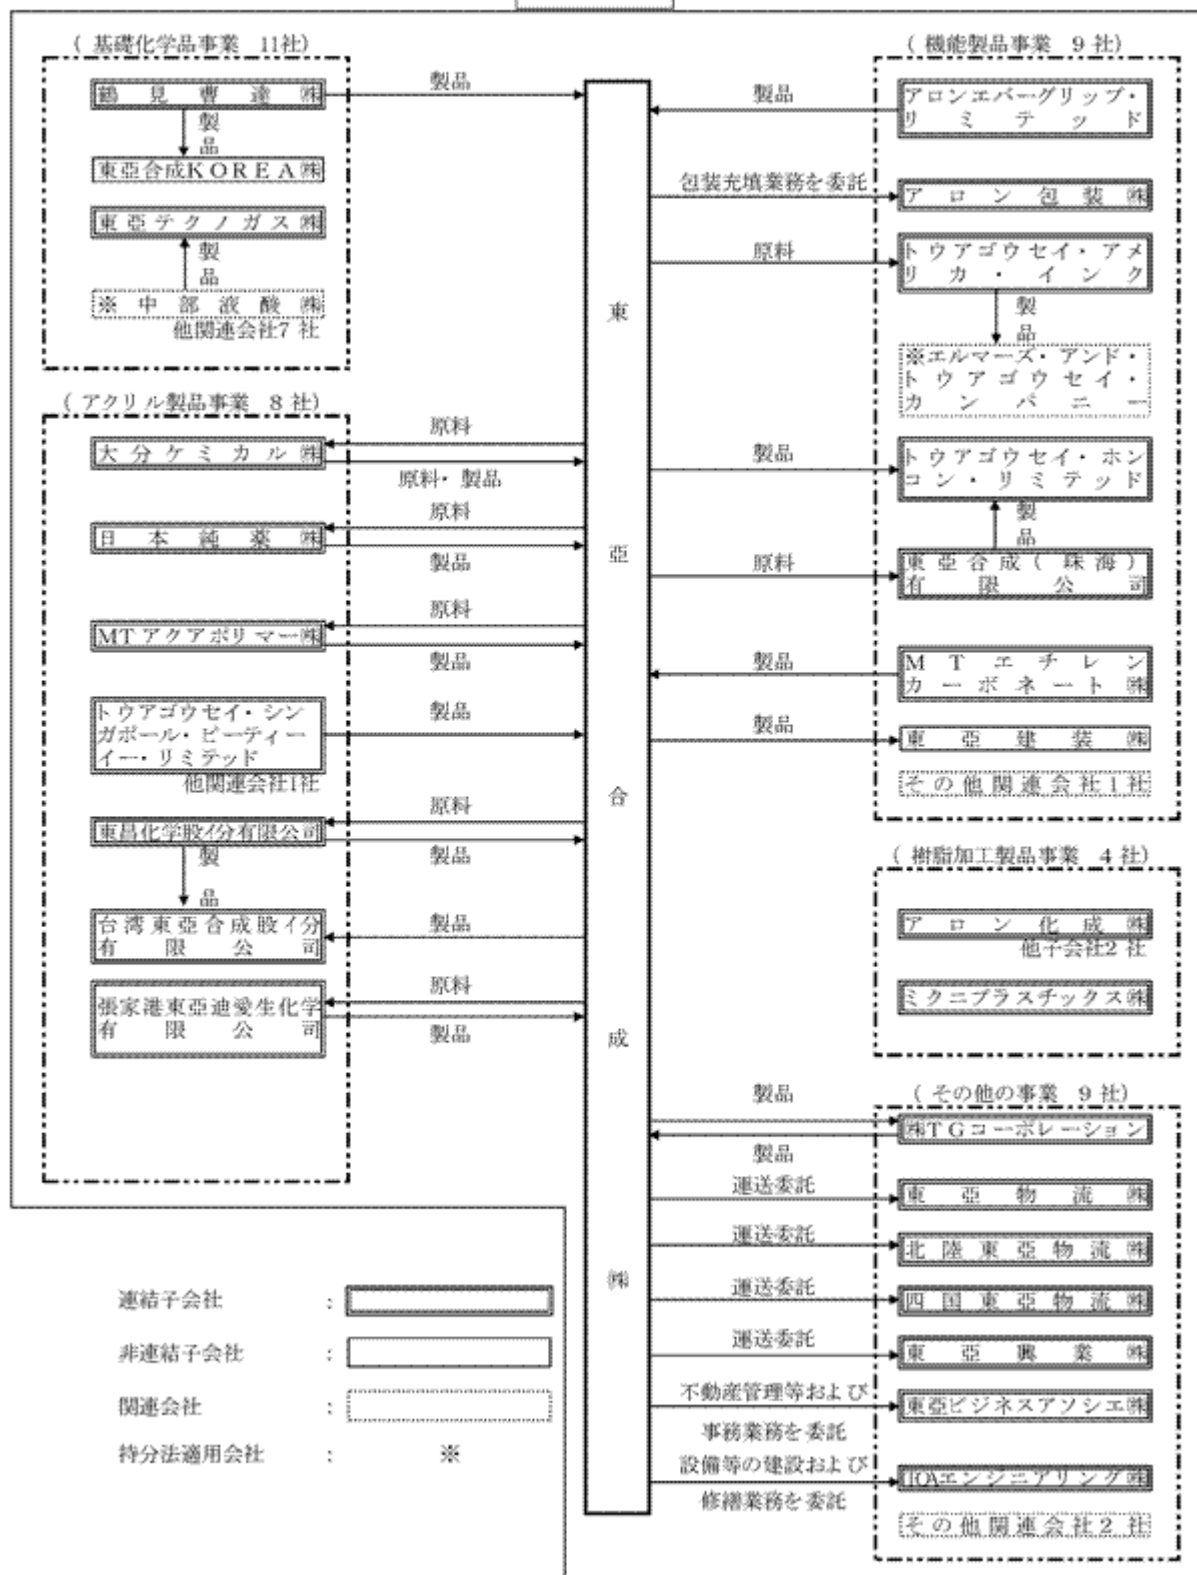 (基礎化学品事業 11社)
鶴見曹達㈱
製品
製
品
東亞合成KOREA㈱
東亞テクノガス㈱
製
品
※中部液酸㈱
他関連会社7社
(アクリル製品事業 8社)
大分ケミカル㈱
原料
原料・製品
日本純薬㈱
原料
製品
MTアクアポリマー㈱
原料
製品
トウアゴウセイ・シン
ガポール・ピーティー
イー・リミテッド
製品
他関連会社1社
東昌化学股イ分有限公司
原料
製品
製
品
台湾東亞合成股イ分
有限公司
製品
張家港東亞迪愛生化学
有限公司
原料
製品
東
亞
合
成
㈱
(機能製品事業 9社)
製品
アロンエバーグリップ・
リミテッド
包装充填業務を委託
アロン包装㈱
原料
トウアゴウセイ・アメ
リカ・インク
製
品
※エルマーズ・アンド・
トウアゴウセイ・
カンパニー
製品
トウアゴウセイ・ホン
コン・リミテッド
製
品
原料
東亞合成(珠海)
有限公司
製品
MTエチレン
カーボネート㈱
製品
東亞建装㈱
その他関連会社1社
(樹脂加工製品事業 4社)
アロン化成㈱
他子会社2社
ミクニプラスチックス㈱
(その他の事業 9社)
製品
㈱TGコーポレーション
製品
運送委託
東亞物流㈱
運送委託
北陸東亞物流㈱
運送委託
四国東亞物流㈱
運送委託
東亞興業㈱
不動産管理等および
事務業務を委託
東亞ビジネスアソシエ㈱
設備等の建設および
修繕業務を委託
TOAエンジニアリング㈱
その他関連会社2社
連結子会社 :
非連結子会社 :
関連会社 :
持分法適用会社 : ※